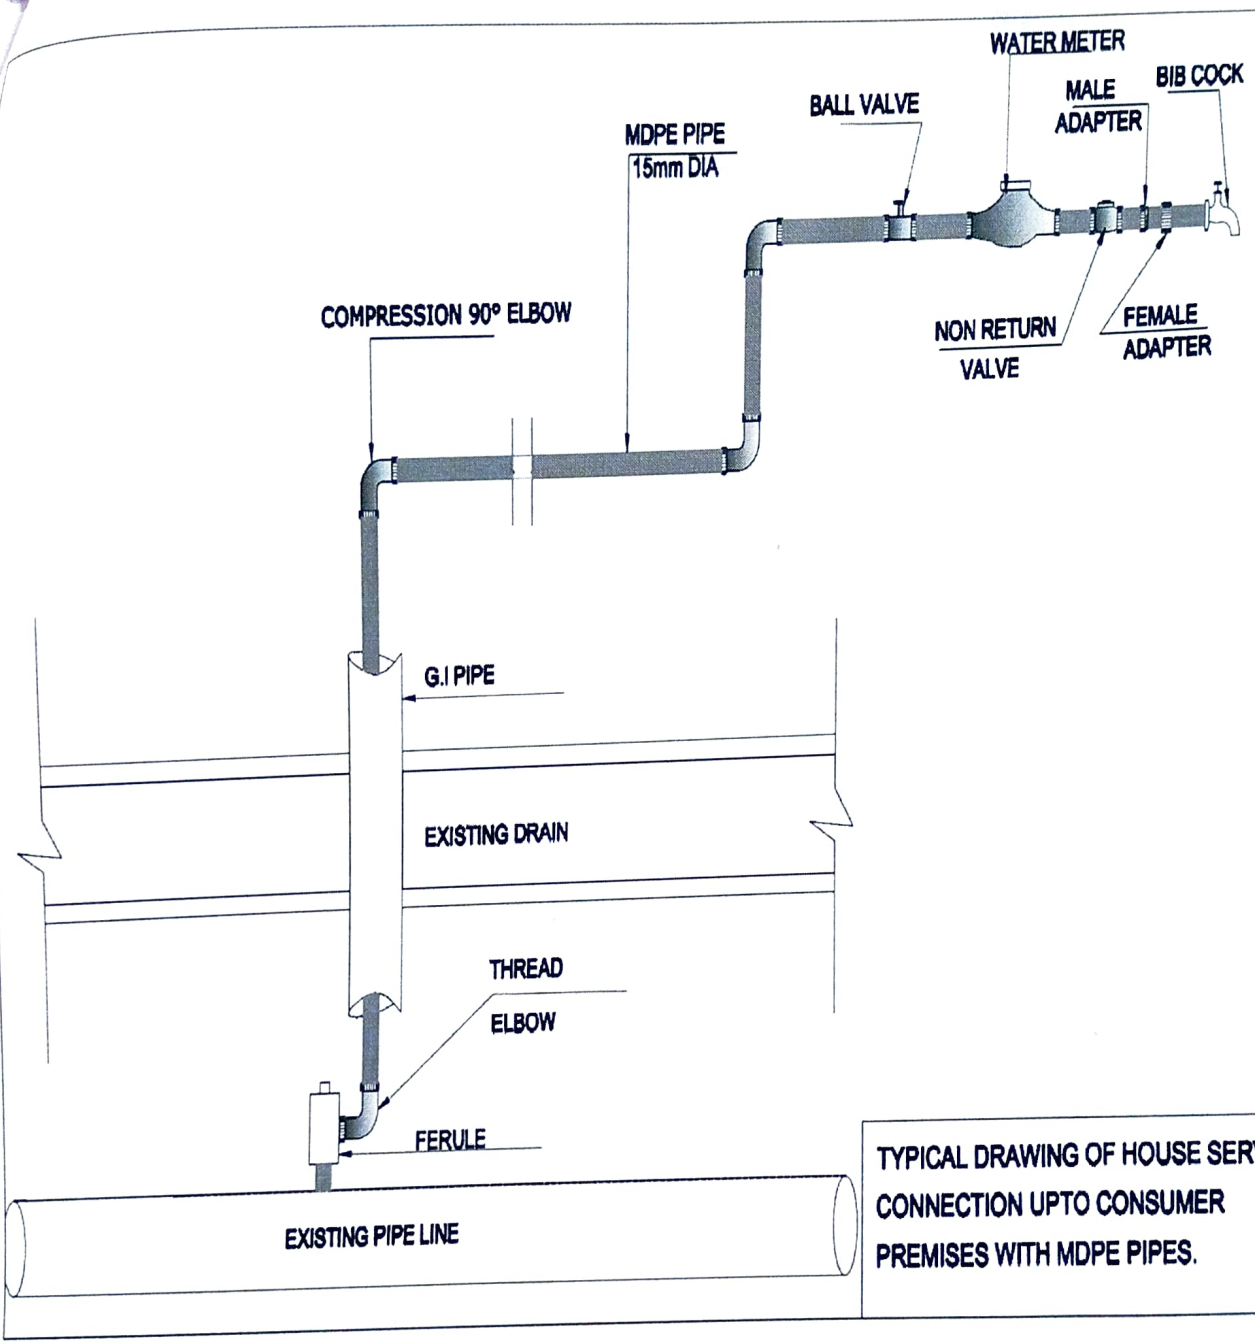 WATER METER
BIB COCK
MALE
ADAPTER
BALL VALVE
MDPE PIPE
15mm DIA
COMPRESSION 90° ELBOW
NON RETURN
VALVE
FEMALE
ADAPTER
G.I PIPE
EXISTING DRAIN
THREAD
ELBOW
FERULE
EXISTING PIPE LINE
TYPICAL DRAWING OF HOUSE SERV
CONNECTION UPTO CONSUMER
PREMISES WITH MDPE PIPES.